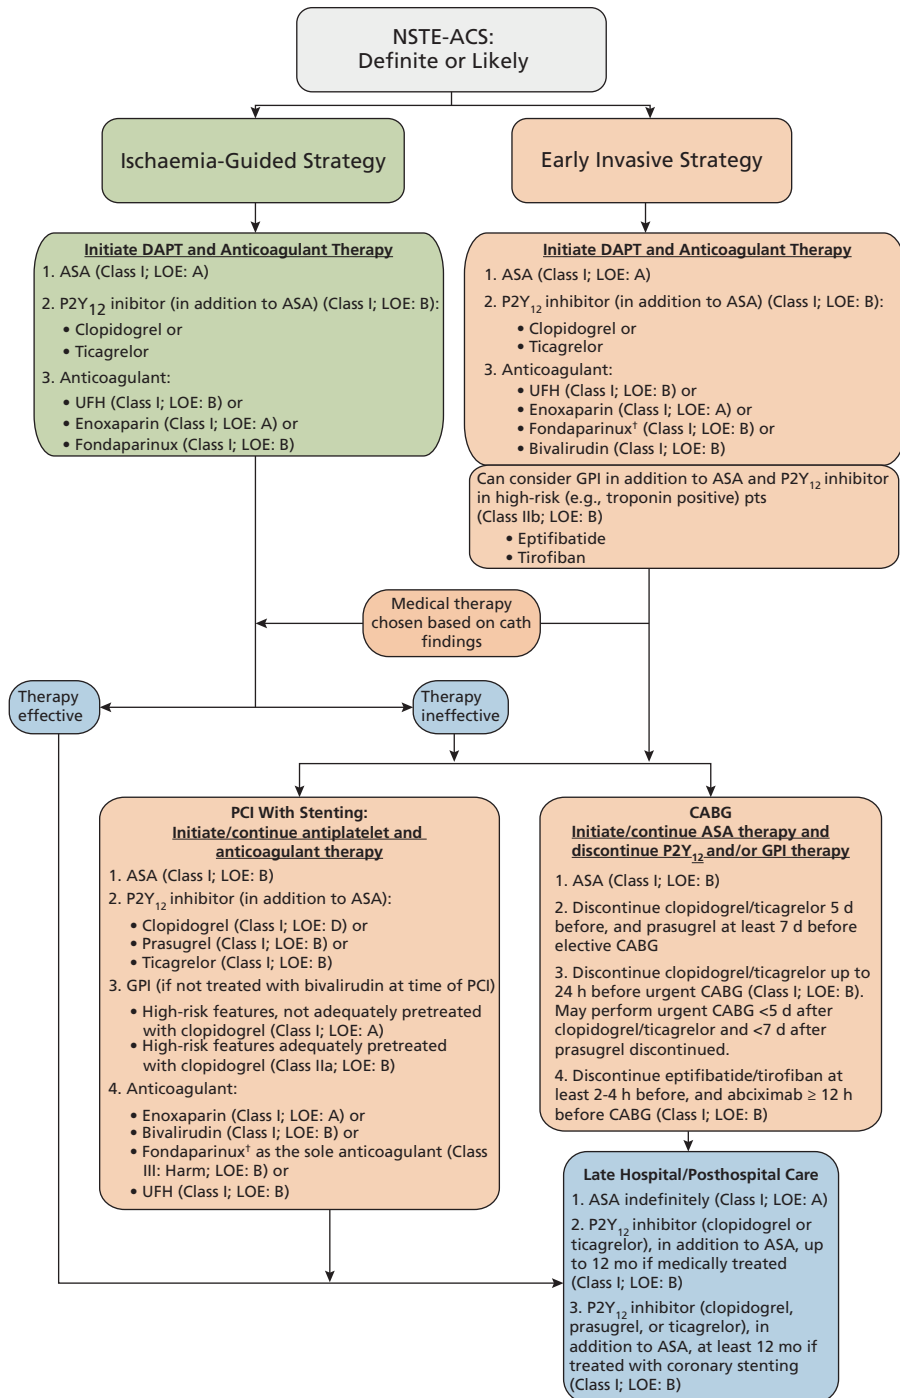 NSTE-ACS:
Definite or Likely
Ischaemia-Guided Strategy
Early Invasive Strategy
Initiate DAPT and Anticoagulant Therapy
1. ASA (Class I; LOE: A)
2. P2Y12 inibitor (in addition to ASA) (Class I; LOE: B):
• Clopidogrel or
• Ticagrelor
3. Anticoagulant:
• UFH (Class I; LOE: B) or
• Enoxaparin (Class I; LOE: A) or
• Fondaparinux (Class I; LOE: B)
Initiate DAPT and Anticoagulant Therapy
1. ASA (Class I; LOE: A)
2. P2Y12 inhibitor (in addition to ASA) (Class I; LOE: B):
• Clopidogrel or
• Ticagrelor
3. Anticoagulant:
• UFH (Class I; LOE: B) or
• Enoxaparin (Class I; LOE: A) or
• Fondaparinux† (Class I; LOE: B) or
• Bivalirudin (Class I; LOE: B)
Can consider GPI in addition to ASA and P2Y12 inhibitor
in high-risk (e.g., troponin positive) pts
(Class IIb; LOE: B)
• Eptifibatide
• Tirofiban
Medical therapy
chosen based on cath
findings
Therapy
effective
Therapy
ineffective
PCI With Stenting:
Initiate/continue antiplatelet and
anticoagulant therapy
1. ASA (Class I; LOE: B)
2. P2Y12 inhibitor (in addition to ASA):
• Clopidogrel (Class I; LOE: D) or
• Prasugrel (Class I; LOE: B) or
• Ticagrelor (Class I; LOE: B)
3. GPI (if not treated with bivalirudin at time of PCI)
• High-risk features, not adequately pretreated
with clopidogrel (Class I; LOE: A)
• High-risk features adequately pretreated
with clopidogrel (Class IIa; LOE: B)
4. Anticoagulant:
• Enoxaparin (Class I; LOE: A) or
• Bivalirudin (Class I; LOE: B) or
• Fondaparinux† as the sole anticoagulant (Class
III: Harm; LOE: B) or
• UFH (Class I; LOE: B)
CABG
Initiate/continue ASA therapy and
discontinue P2Y12 and/or GPI therapy
1. ASA (Class I; LOE: B)
2. Discontinue clopidogrel/ticagrelor 5 d
before, and prasugrel at least 7 d before
elective CABG
3. Discontinue clopidogrel/ticagrelor up to
24 h before urgent CABG (Class I; LOE: B).
May perform urgent CABG <5 d after
clopidogrel/ticagrelor and <7 d after
prasugrel discontinued.
4. Discontinue eptifibatide/tirofiban at
least 2-4 h before, and abciximab ≥ 12 h
before CABG (Class I; LOE: B)
Late Hospital/Posthospital Care
1. ASA indefinitely (Class I; LOE: A)
2. P2Y12 inhibitor (clopidogrel or
ticagrelor), in addition to ASA, up
to 12 mo if medically treated
(Class I; LOE: B)
3. P2Y12 inhibitor (clopidogrel,
prasugrel, or ticagrelor), in
addition to ASA, at least 12 mo if
treated with coronary stenting
(Class I; LOE: B)